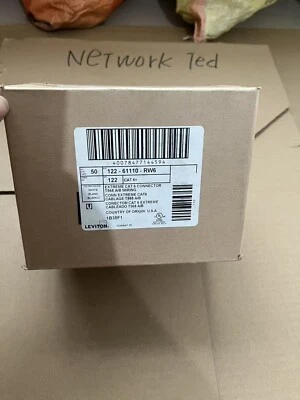 NETWORK Ted
40078477144594
50
122 - 61110 - RW6
122
CAT 6+
EXTREME CAT 6 CONNECTOR
T568 A/B WIRING
CONN EXTREME CAT6
CABLAGE T568 A/B
CONECTOR CAT 6 EXTREME
CABLEADO T568 A/B
COUNTRY OF ORIGIN: U.S.A.
LEVITON